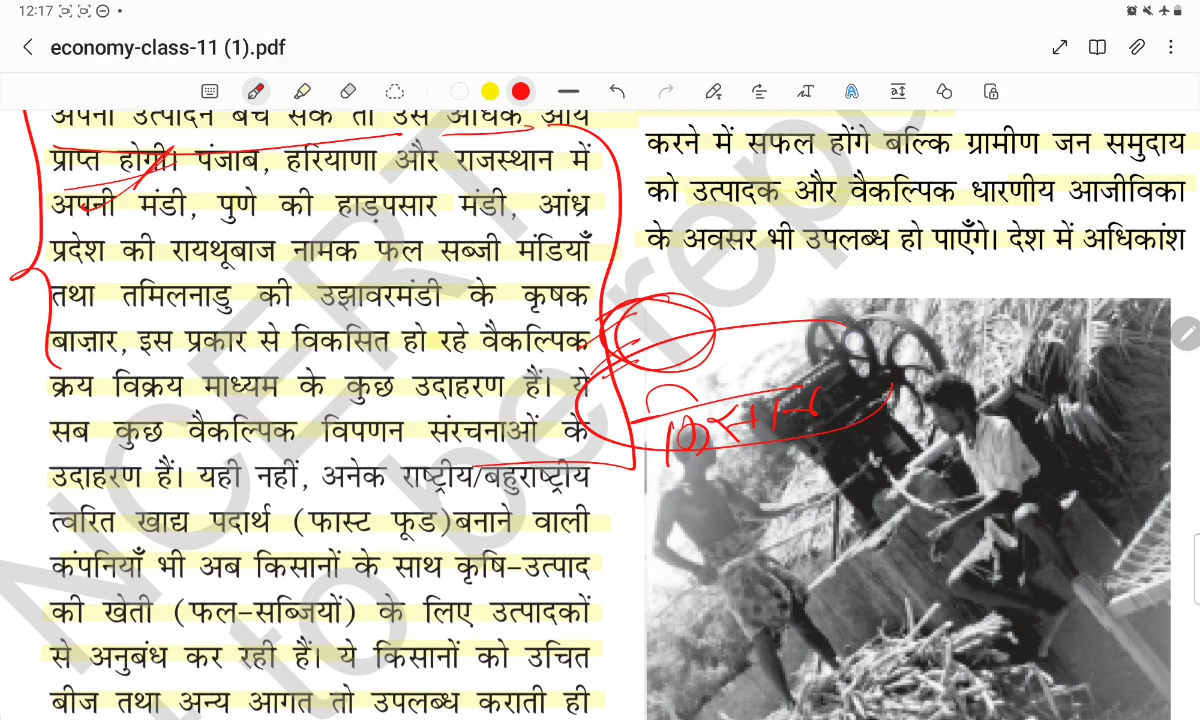 12:17
economy-class-11 (1).pdf
अपना उत्पादन बेच सकें तो उसे अधिक आय
प्राप्त होगी। पंजाब, हरियाणा और राजस्थान में
अपनी मंडी, पुणे की हाड़पसार मंडी, आंध्र
प्रदेश की रायथूबाज नामक फल सब्जी मंडियाँ
तथा तमिलनाडु की उझावरमंडी के कृषक
बाज़ार, इस प्रकार से विकसित हो रहे वैकल्पिक
क्रय विक्रय माध्यम के कुछ उदाहरण हैं। ये
सब कुछ वैकल्पिक विपणन संरचनाओं के
उदाहरण हैं। यही नहीं, अनेक राष्ट्रीय/बहुराष्ट्रीय
त्वरित खाद्य पदार्थ (फास्ट फूड)बनाने वाली
कंपनियाँ भी अब किसानों के साथ कृषि-उत्पाद
की खेती (फल-सब्जियों) के लिए उत्पादकों
से अनुबंध कर रही हैं। ये किसानों को उचित
बीज तथा अन्य आगत तो उपलब्ध कराती ही
करने में सफल होंगे बल्कि ग्रामीण जन समुदाय
को उत्पादक और वैकल्पिक धारणीय आजीविका
के अवसर भी उपलब्ध हो पाएँगे। देश में अधिकांश
किसान
NCERT
to be repu